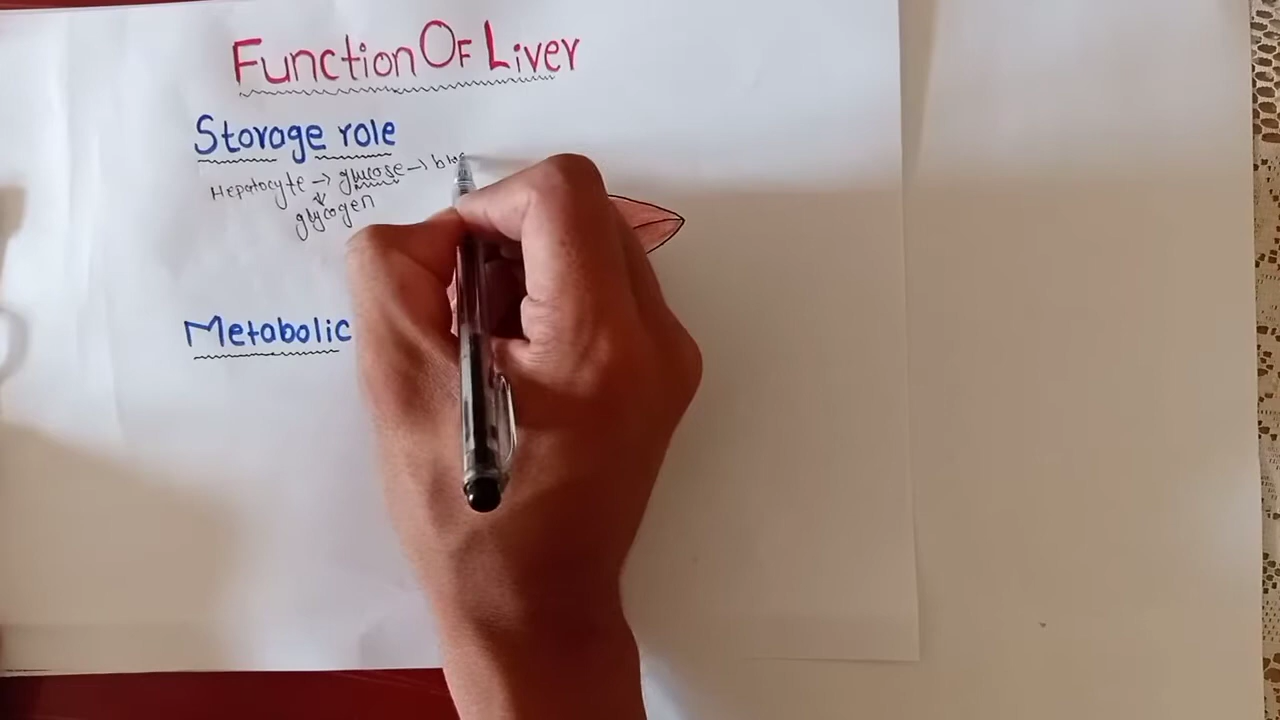 Function Of Liver
Storage role
Hepatocyte → glucose →
↓
glycogen
Metabolic